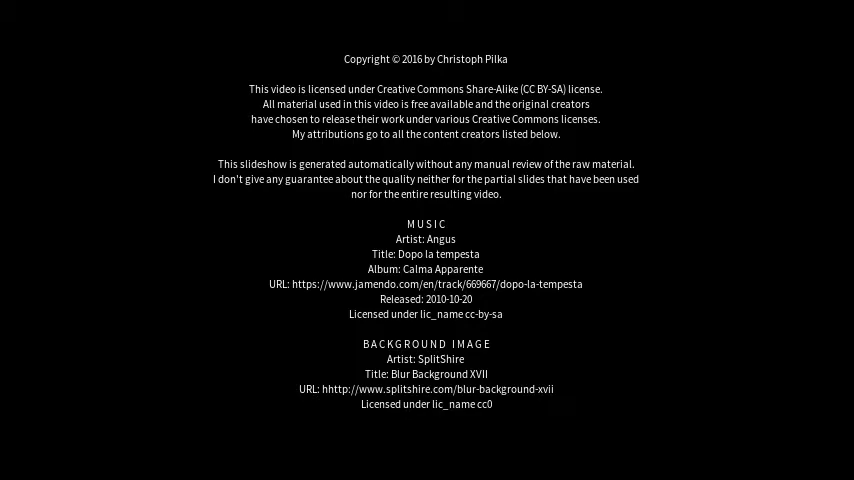 Copyright © 2016 by Christoph Pilka
This video is licensed under Creative Commons Share-Alike (CC BY-SA) license.
All material used in this video is free available and the original creators
have chosen to release their work under various Creative Commons licenses.
My attributions go to all the content creators listed below.
This slideshow is generated automatically without any manual review of the raw material.
I don't give any guarantee about the quality neither for the partial slides that have been used
nor for the entire resulting video.
M U S I C
Artist: Angus
Title: Dopo la tempesta
Album: Calma Apparente
URL: https://www.jamendo.com/en/track/669667/dopo-la-tempesta
Released: 2010-10-20
Licensed under lic_name cc-by-sa
B A C K G R O U N D   I M A G E
Artist: SplitShire
Title: Blur Background XVII
URL: hhttp://www.splitshire.com/blur-background-xvii
Licensed under lic_name cc0